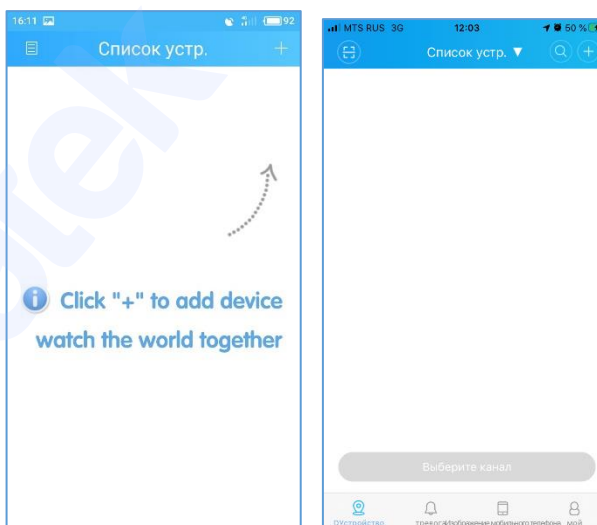 16:11 92
Список устр. +
Click "+" to add device
watch the world together
MTS RUS 3G 12:03 50 %
Список устр. ▼
Выберите канал
DУстройство
мой